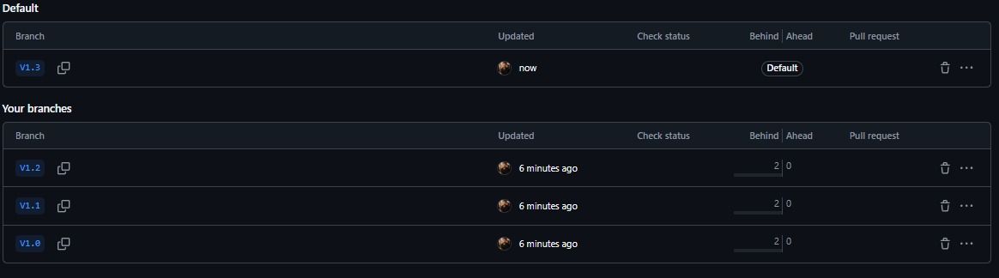 Default
Branch Updated Check status Behind Ahead Pull request
V1.3 now Default
Your branches
Branch Updated Check status Behind Ahead Pull request
V1.2 6 minutes ago 2 0
V1.1 6 minutes ago 2 0
V1.0 6 minutes ago 2 0